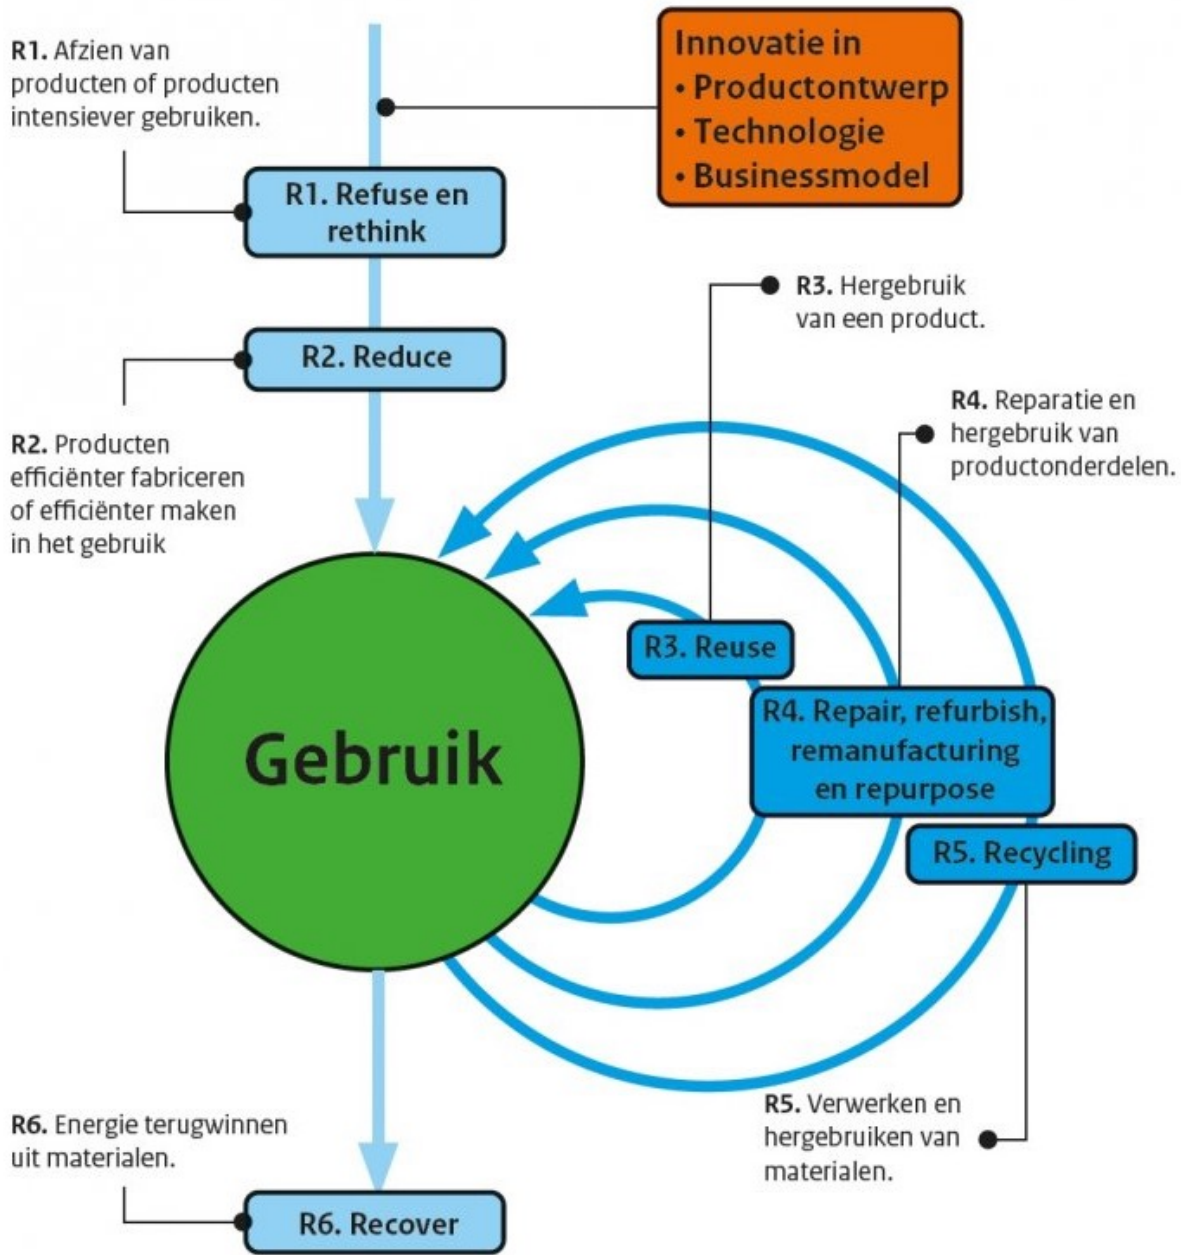 R1. Afzien van
producten of producten
intensiever gebruiken.
Innovatie in
• Productontwerp
• Technologie
• Businessmodel
R1. Refuse en
rethink
R3. Hergebruik
van een product.
R2. Reduce
R4. Reparatie en
hergebruik van
productonderdelen.
R2. Producten
efficiënter fabriceren
of efficiënter maken
in het gebruik
R3. Reuse
R4. Repair, refurbish,
remanufacturing
en repurpose
Gebruik
R5. Recycling
R5. Verwerken en
hergebruiken van
materialen.
R6. Energie terugwinnen
uit materialen.
R6. Recover